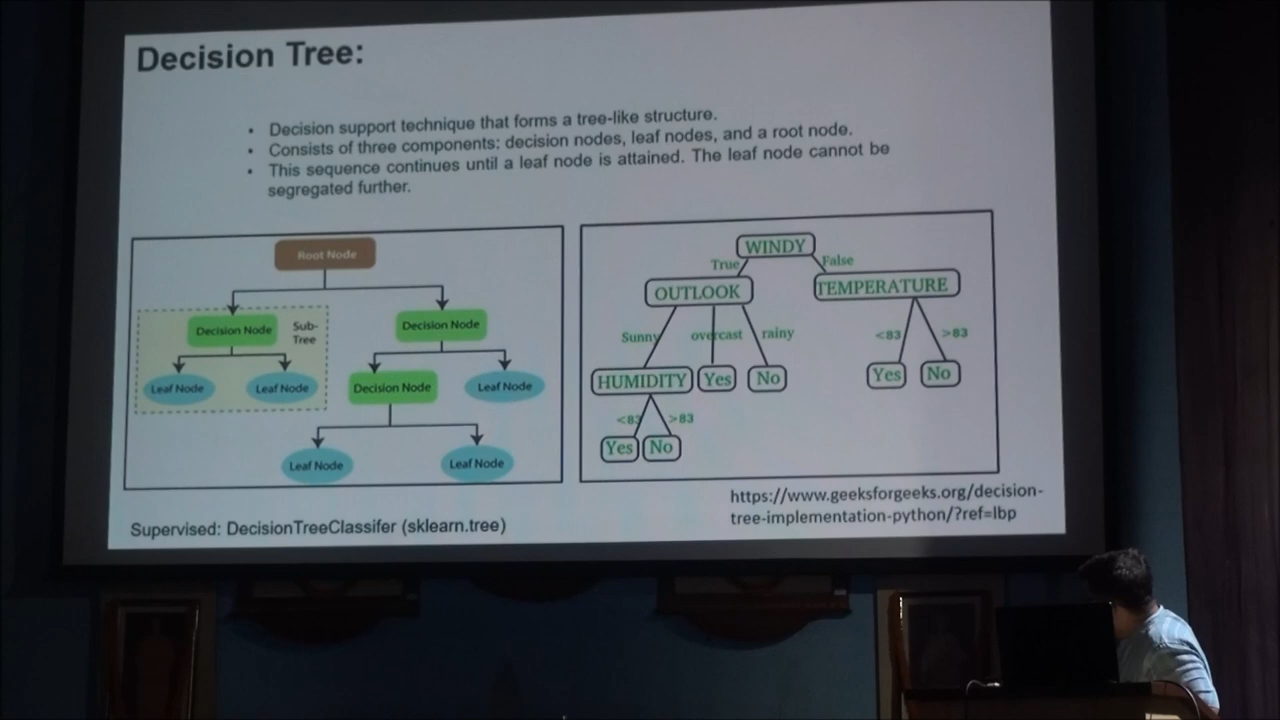 Decision Tree:
• Decision support technique that forms a tree-like structure.
• Consists of three components: decision nodes, leaf nodes, and a root node.
• This sequence continues until a leaf node is attained. The leaf node cannot be
segregated further.
Root Node
Decision Node
Sub-
Tree
Decision Node
Leaf Node
Leaf Node
Decision Node
Leaf Node
Leaf Node
Leaf Node
WINDY
True
False
OUTLOOK
TEMPERATURE
Sunny
overcast
rainy
<83
>83
HUMIDITY
Yes
No
Yes
No
<83
>83
Yes
No
Supervised: DecisionTreeClassifer (sklearn.tree)
https://www.geeksforgeeks.org/decision-
tree-implementation-python/?ref=lbp